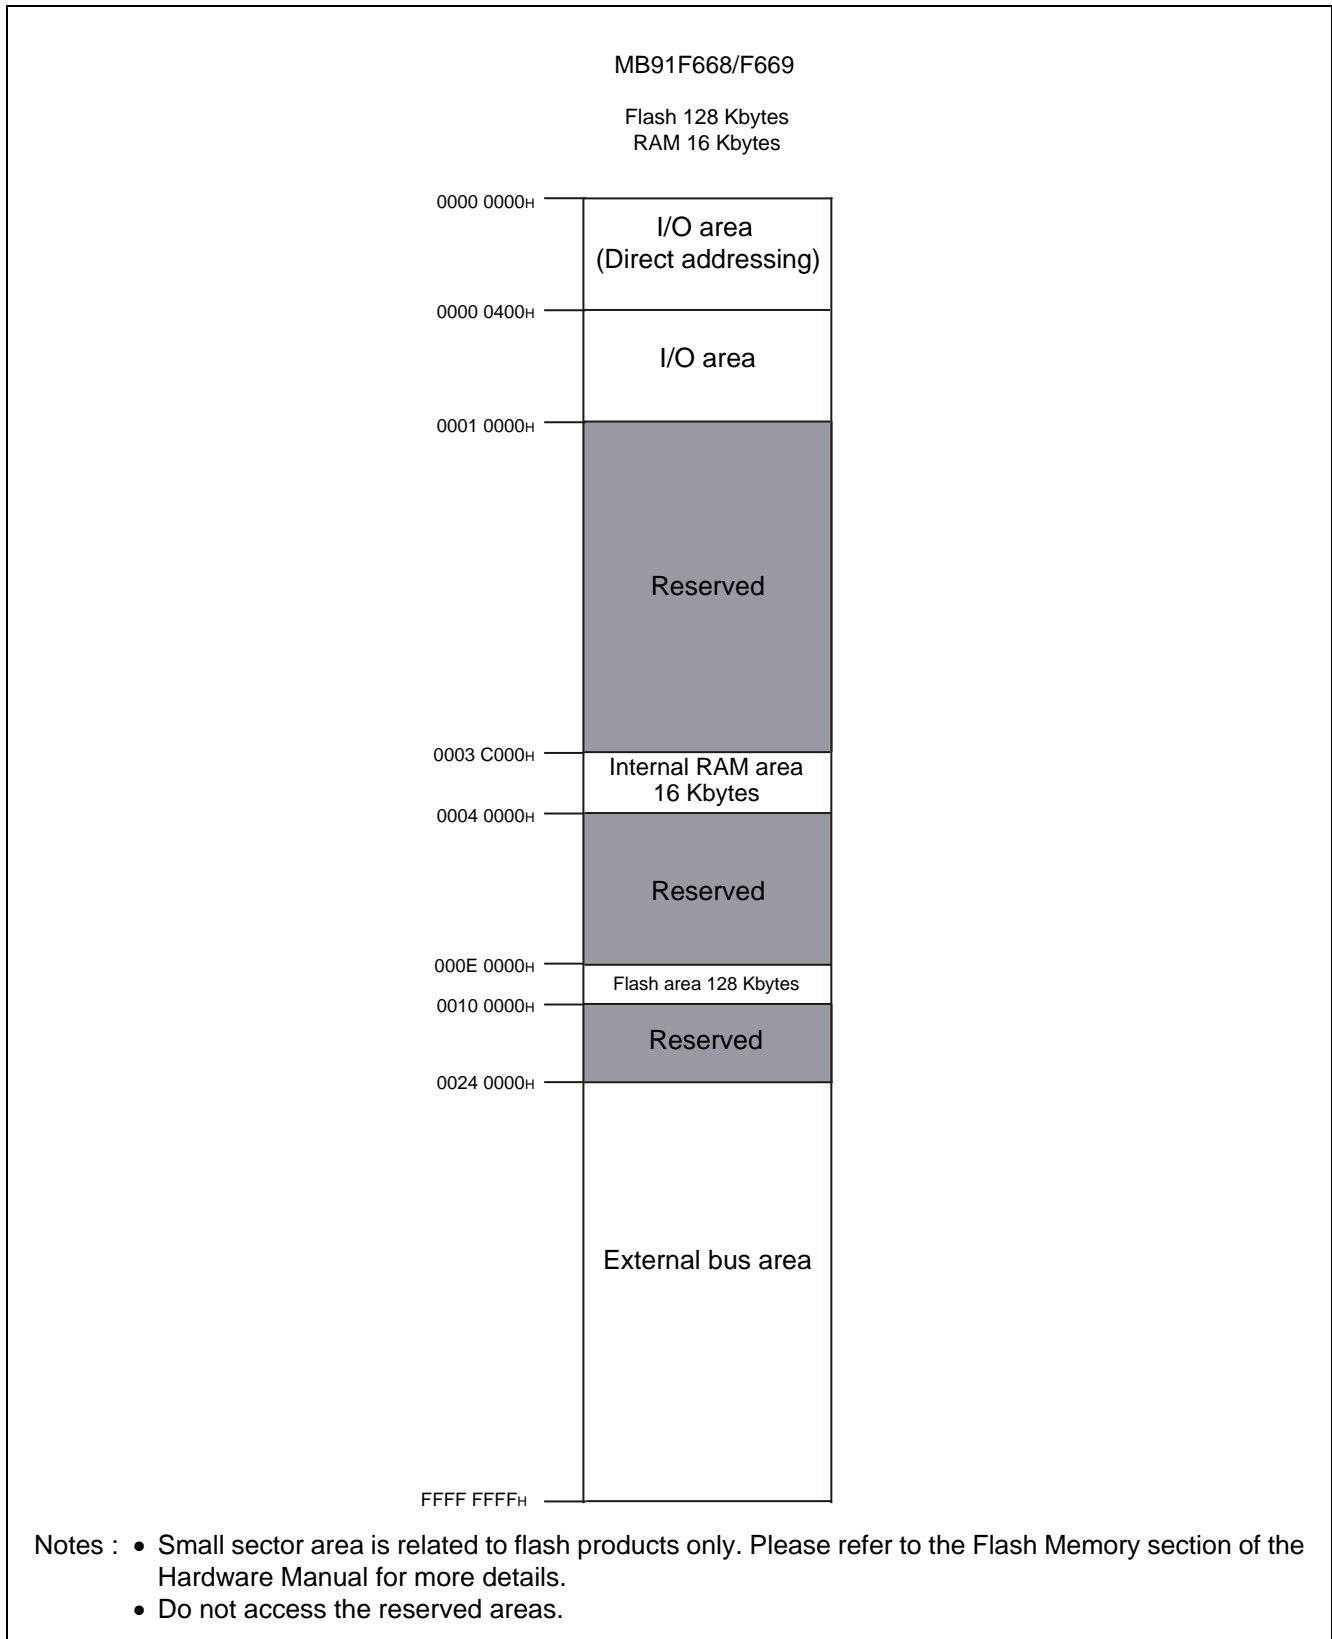 MB91F668/F669
Flash 128 Kbytes
RAM 16 Kbytes
0000 0000H
I/O area
(Direct addressing)
0000 0400H
I/O area
0001 0000H
Reserved
0003 C000H
Internal RAM area
16 Kbytes
0004 0000H
Reserved
000E 0000H
Flash area 128 Kbytes
0010 0000H
Reserved
0024 0000H
External bus area
FFFF FFFFH
Notes : • Small sector area is related to flash products only. Please refer to the Flash Memory section of the
Hardware Manual for more details.
• Do not access the reserved areas.